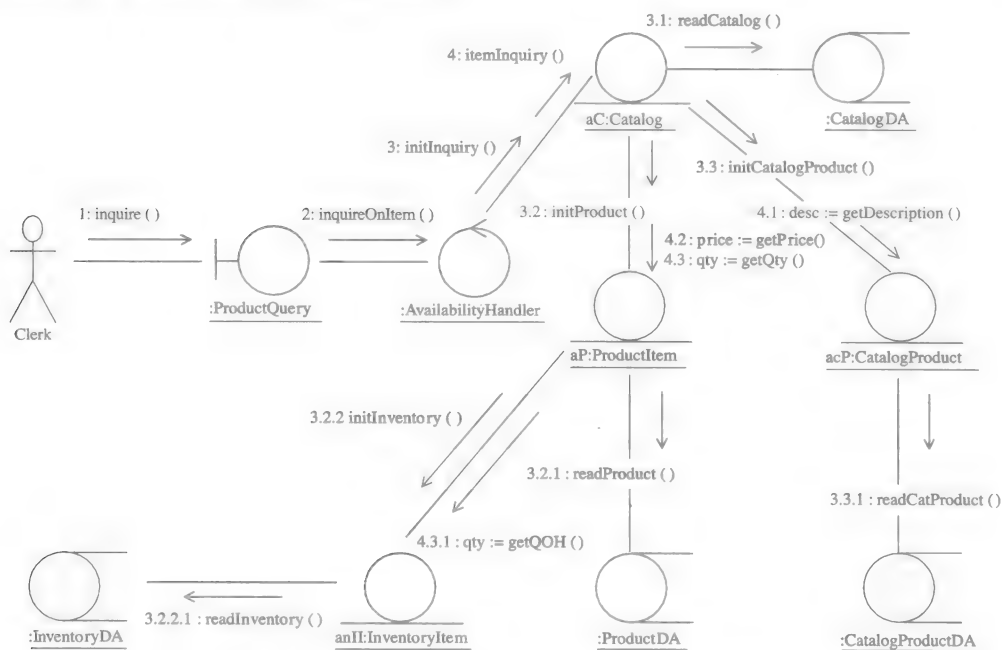 3.1: readCatalog ( )
4: itemInquiry ( )
aC:Catalog
:CatalogDA
3: initInquiry ( )
3.3 : initCatalogProduct ( )
1: inquire ( )
2: inquireOnItem ( )
3.2 : initProduct ( )
4.1 : desc := getDescription ( )
4.2 : price := getPrice()
4.3 : qty := getQty ( )
:ProductQuery
:AvailabilityHandler
Clerk
aP:ProductItem
acP:CatalogProduct
3.2.2 initInventory ( )
3.2.1 : readProduct ( )
3.3.1 : readCatProduct ( )
4.3.1 : qty := getQOH ( )
3.2.2.1 : readInventory ( )
:InventoryDA
anII:InventoryItem
:ProductDA
:CatalogProductDA